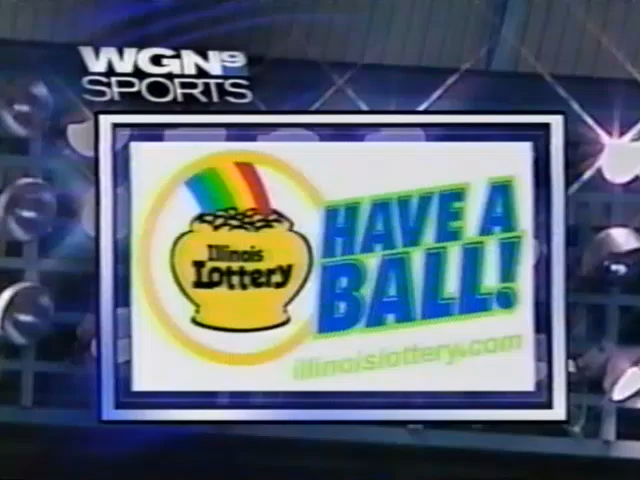 WGN9
SPORTS
Illinois
Lottery
HAVE A
BALL!
illinoislottery.com